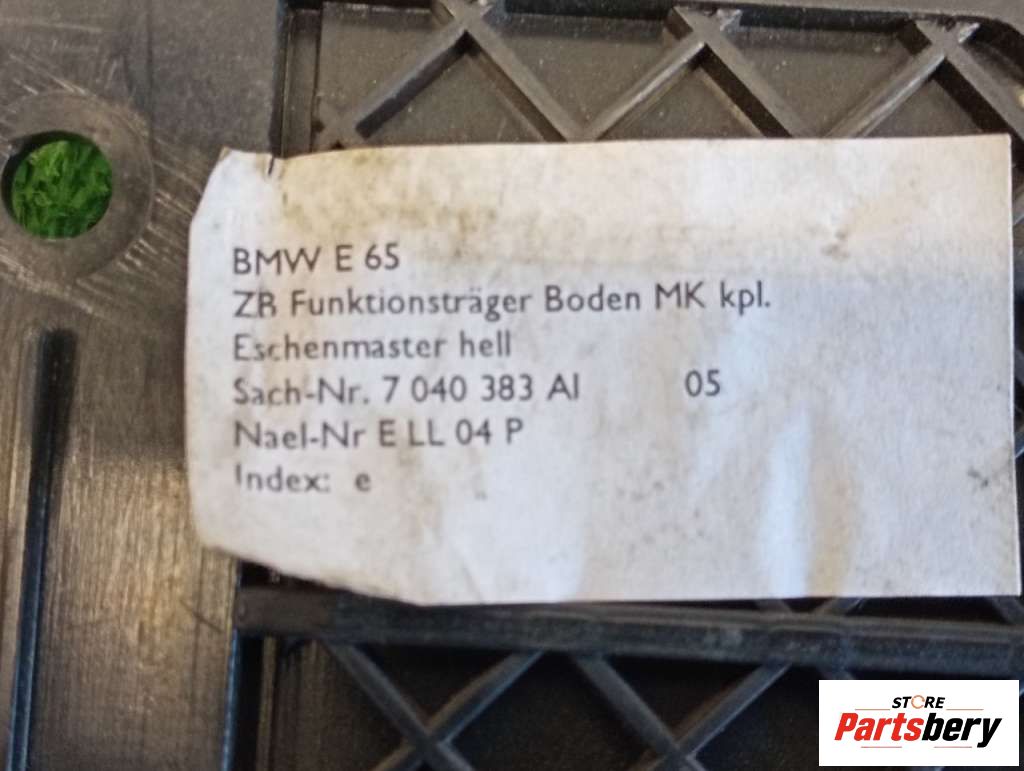 BMW E 65
ZB Funktionsträger Boden MK kpl.
Eschenmaster hell
Sach-Nr. 7 040 383 AI 05
Nael-Nr E LL 04 P
Index: e
STORE
Partsbery